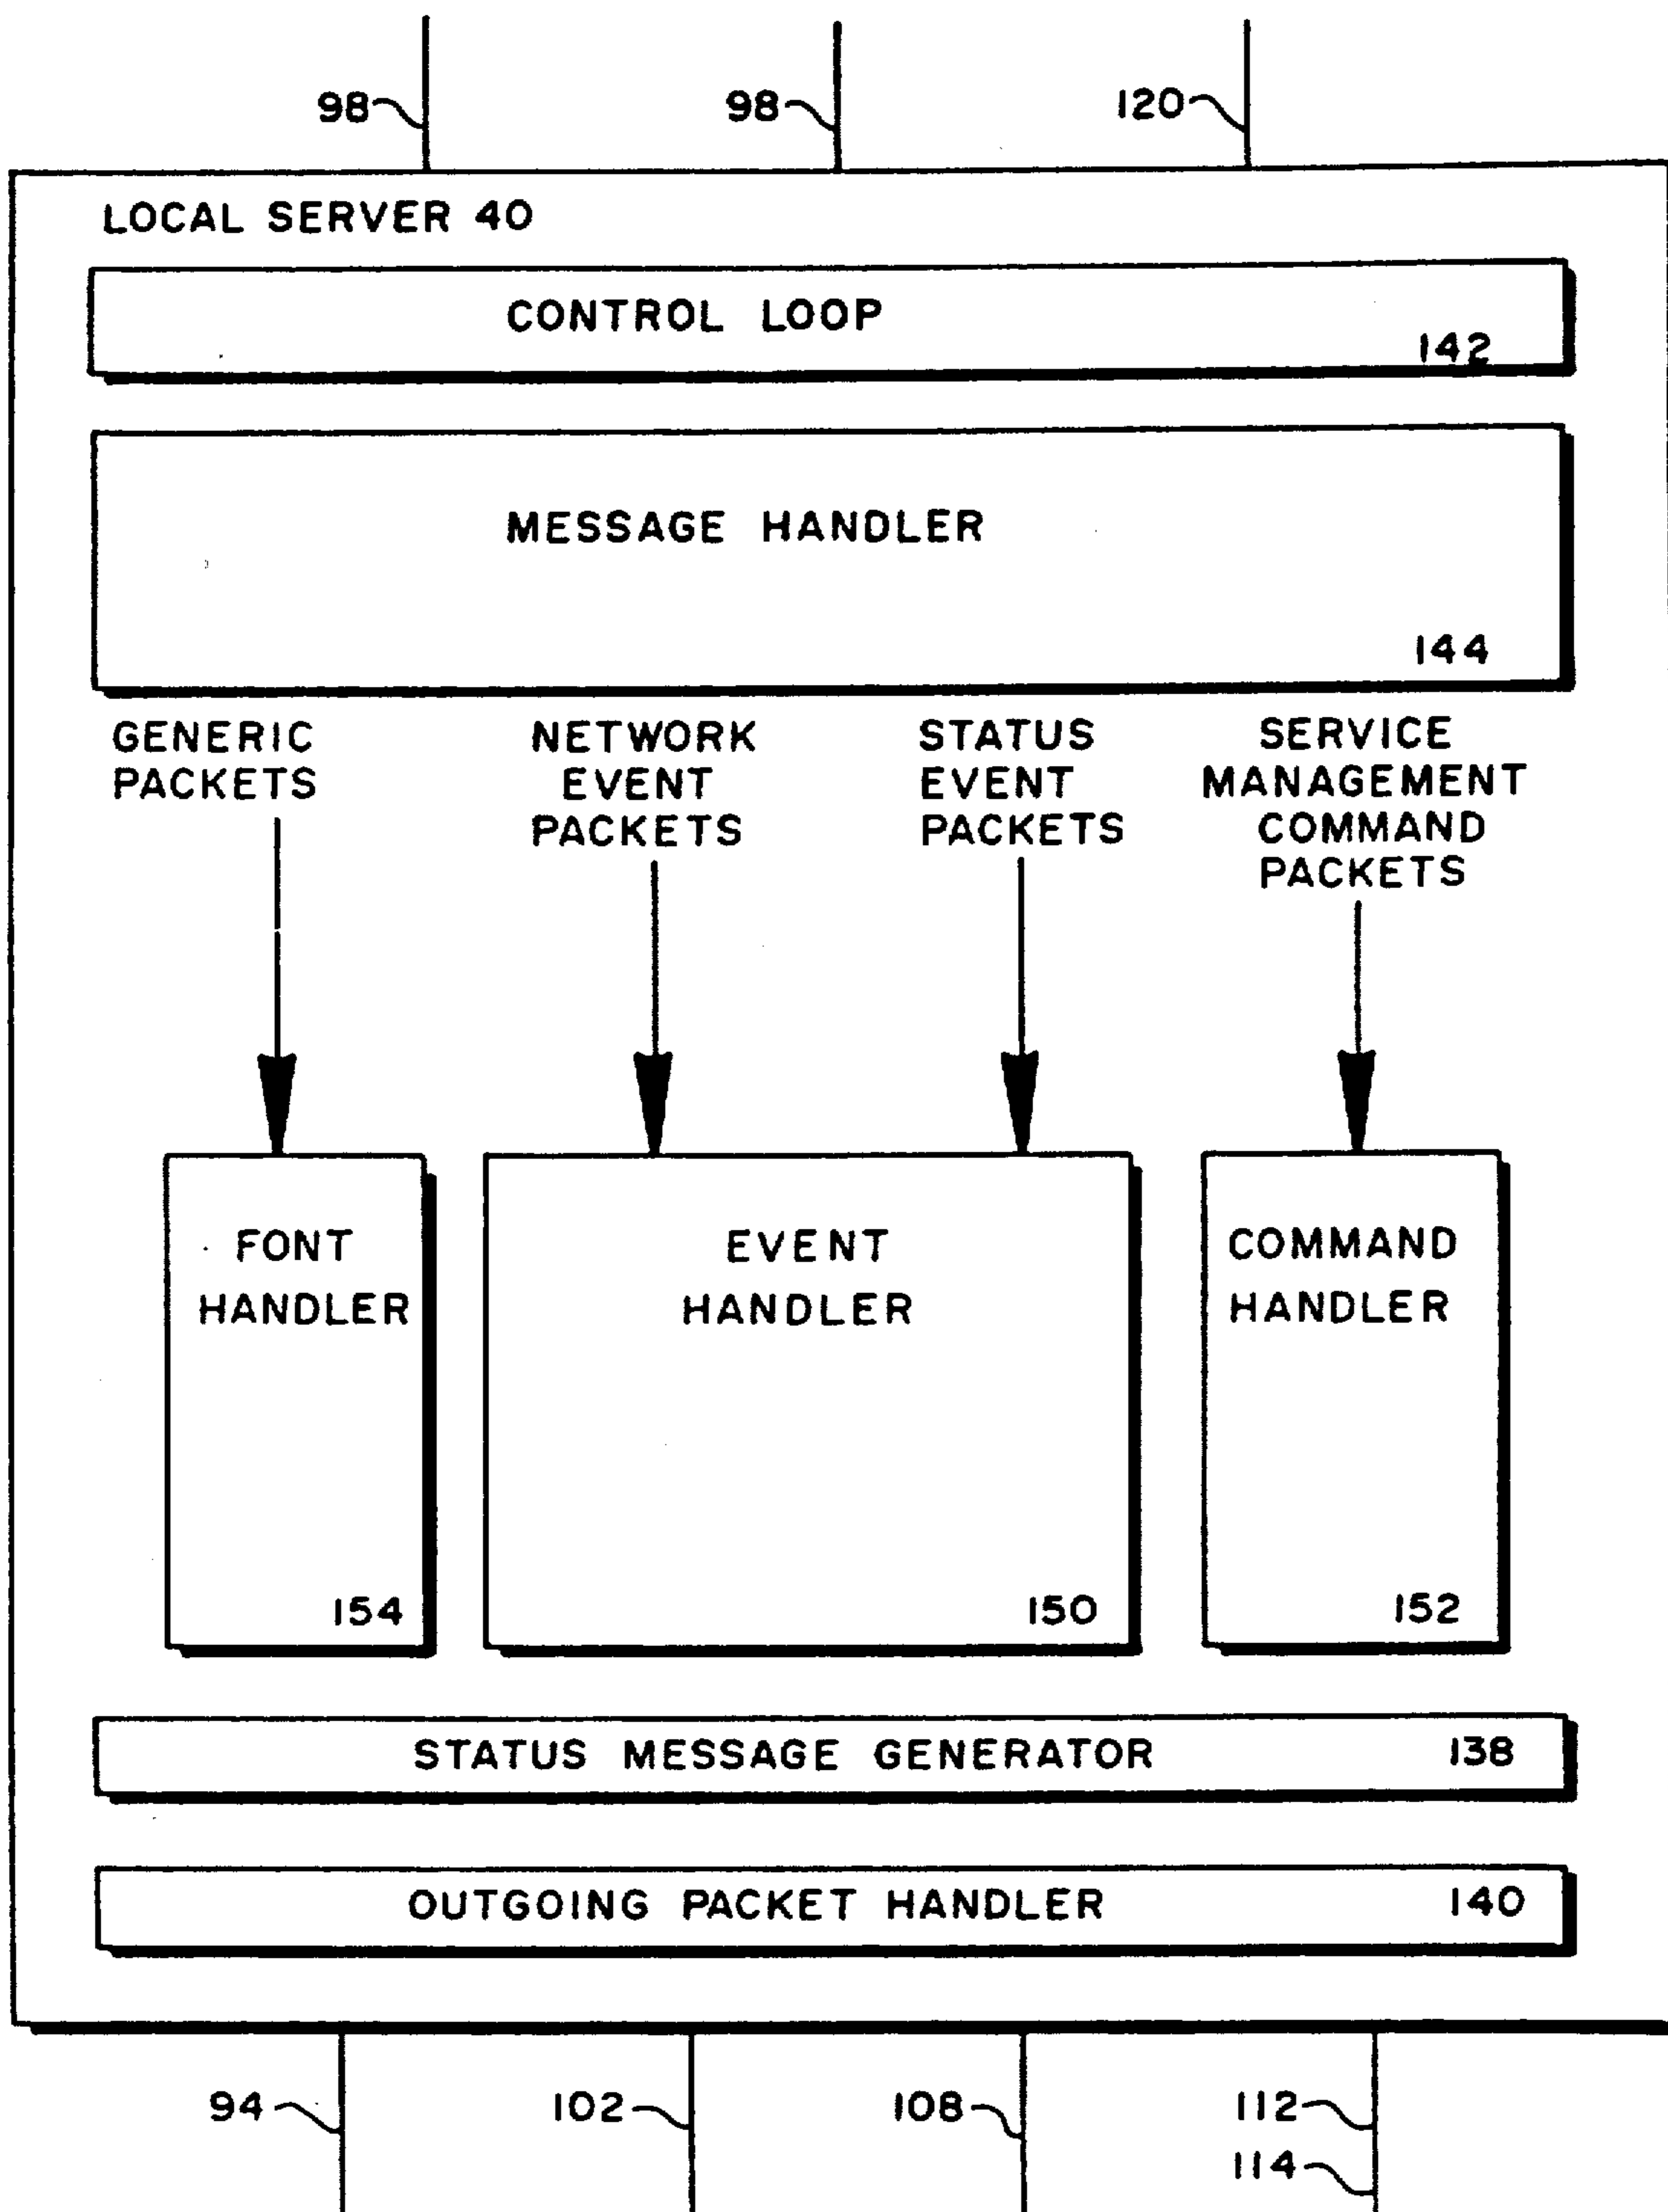 98
98
120
LOCAL SERVER 40
CONTROL LOOP
142
MESSAGE HANDLER
144
GENERIC
PACKETS
NETWORK
EVENT
PACKETS
STATUS
EVENT
PACKETS
SERVICE
MANAGEMENT
COMMAND
PACKETS
FONT
HANDLER
154
EVENT
HANDLER
150
COMMAND
HANDLER
152
STATUS MESSAGE GENERATOR 138
OUTGOING PACKET HANDLER 140
94
102
108
112
114